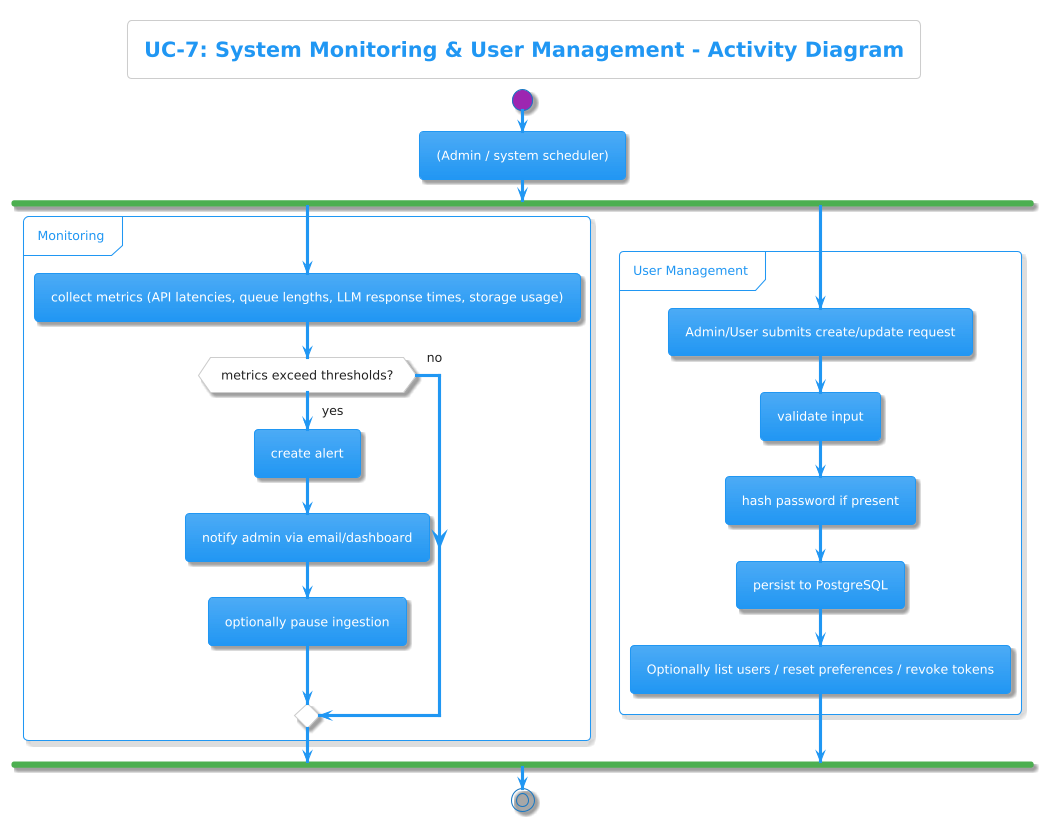 UC-7: System Monitoring & User Management - Activity Diagram
(Admin / system scheduler)
Monitoring
collect metrics (API latencies, queue lengths, LLM response times, storage usage)
metrics exceed thresholds?
no
yes
create alert
notify admin via email/dashboard
optionally pause ingestion
User Management
Admin/User submits create/update request
validate input
hash password if present
persist to PostgreSQL
Optionally list users / reset preferences / revoke tokens